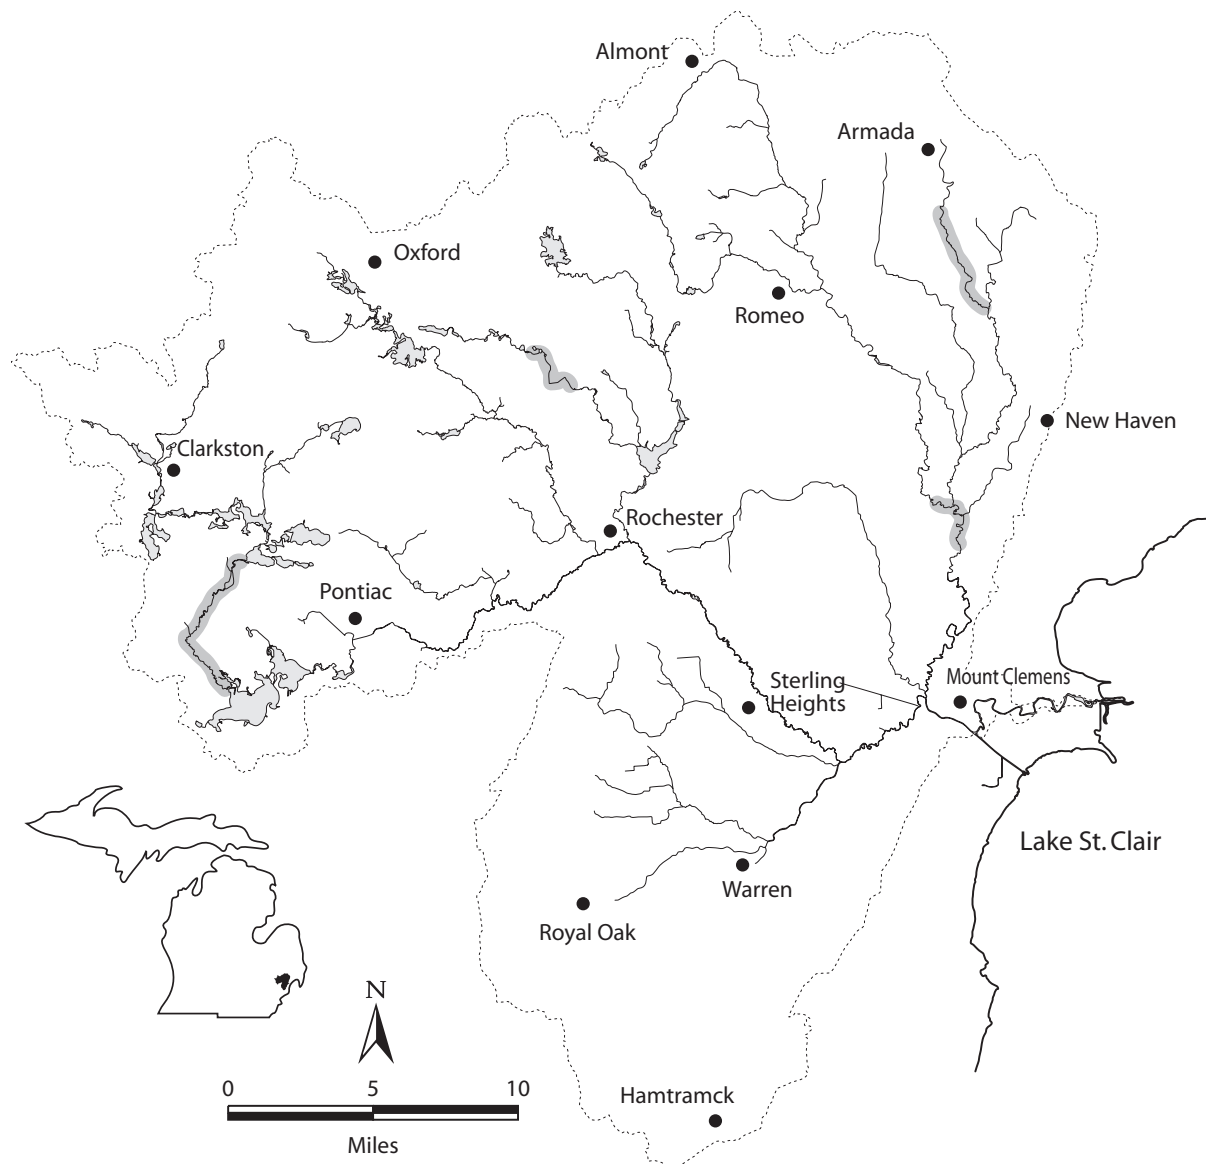 Almont
Armada
Oxford
Romeo
New Haven
Clarkston
Rochester
Pontiac
Mount Clemens
Sterling
Heights
Lake St. Clair
Warren
Royal Oak
N
0 5 10
Hamtramck
Miles